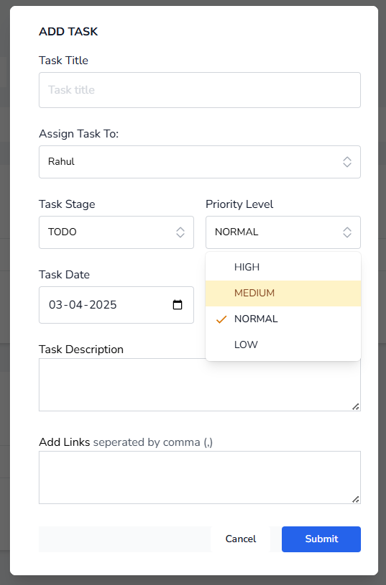 ADD TASK
Task Title
Task title
Assign Task To:
Rahul
Task Stage
Priority Level
TODO
NORMAL
HIGH
MEDIUM
NORMAL
LOW
Task Date
03-04-2025
Task Description
Add Links seperated by comma (,)
Cancel
Submit